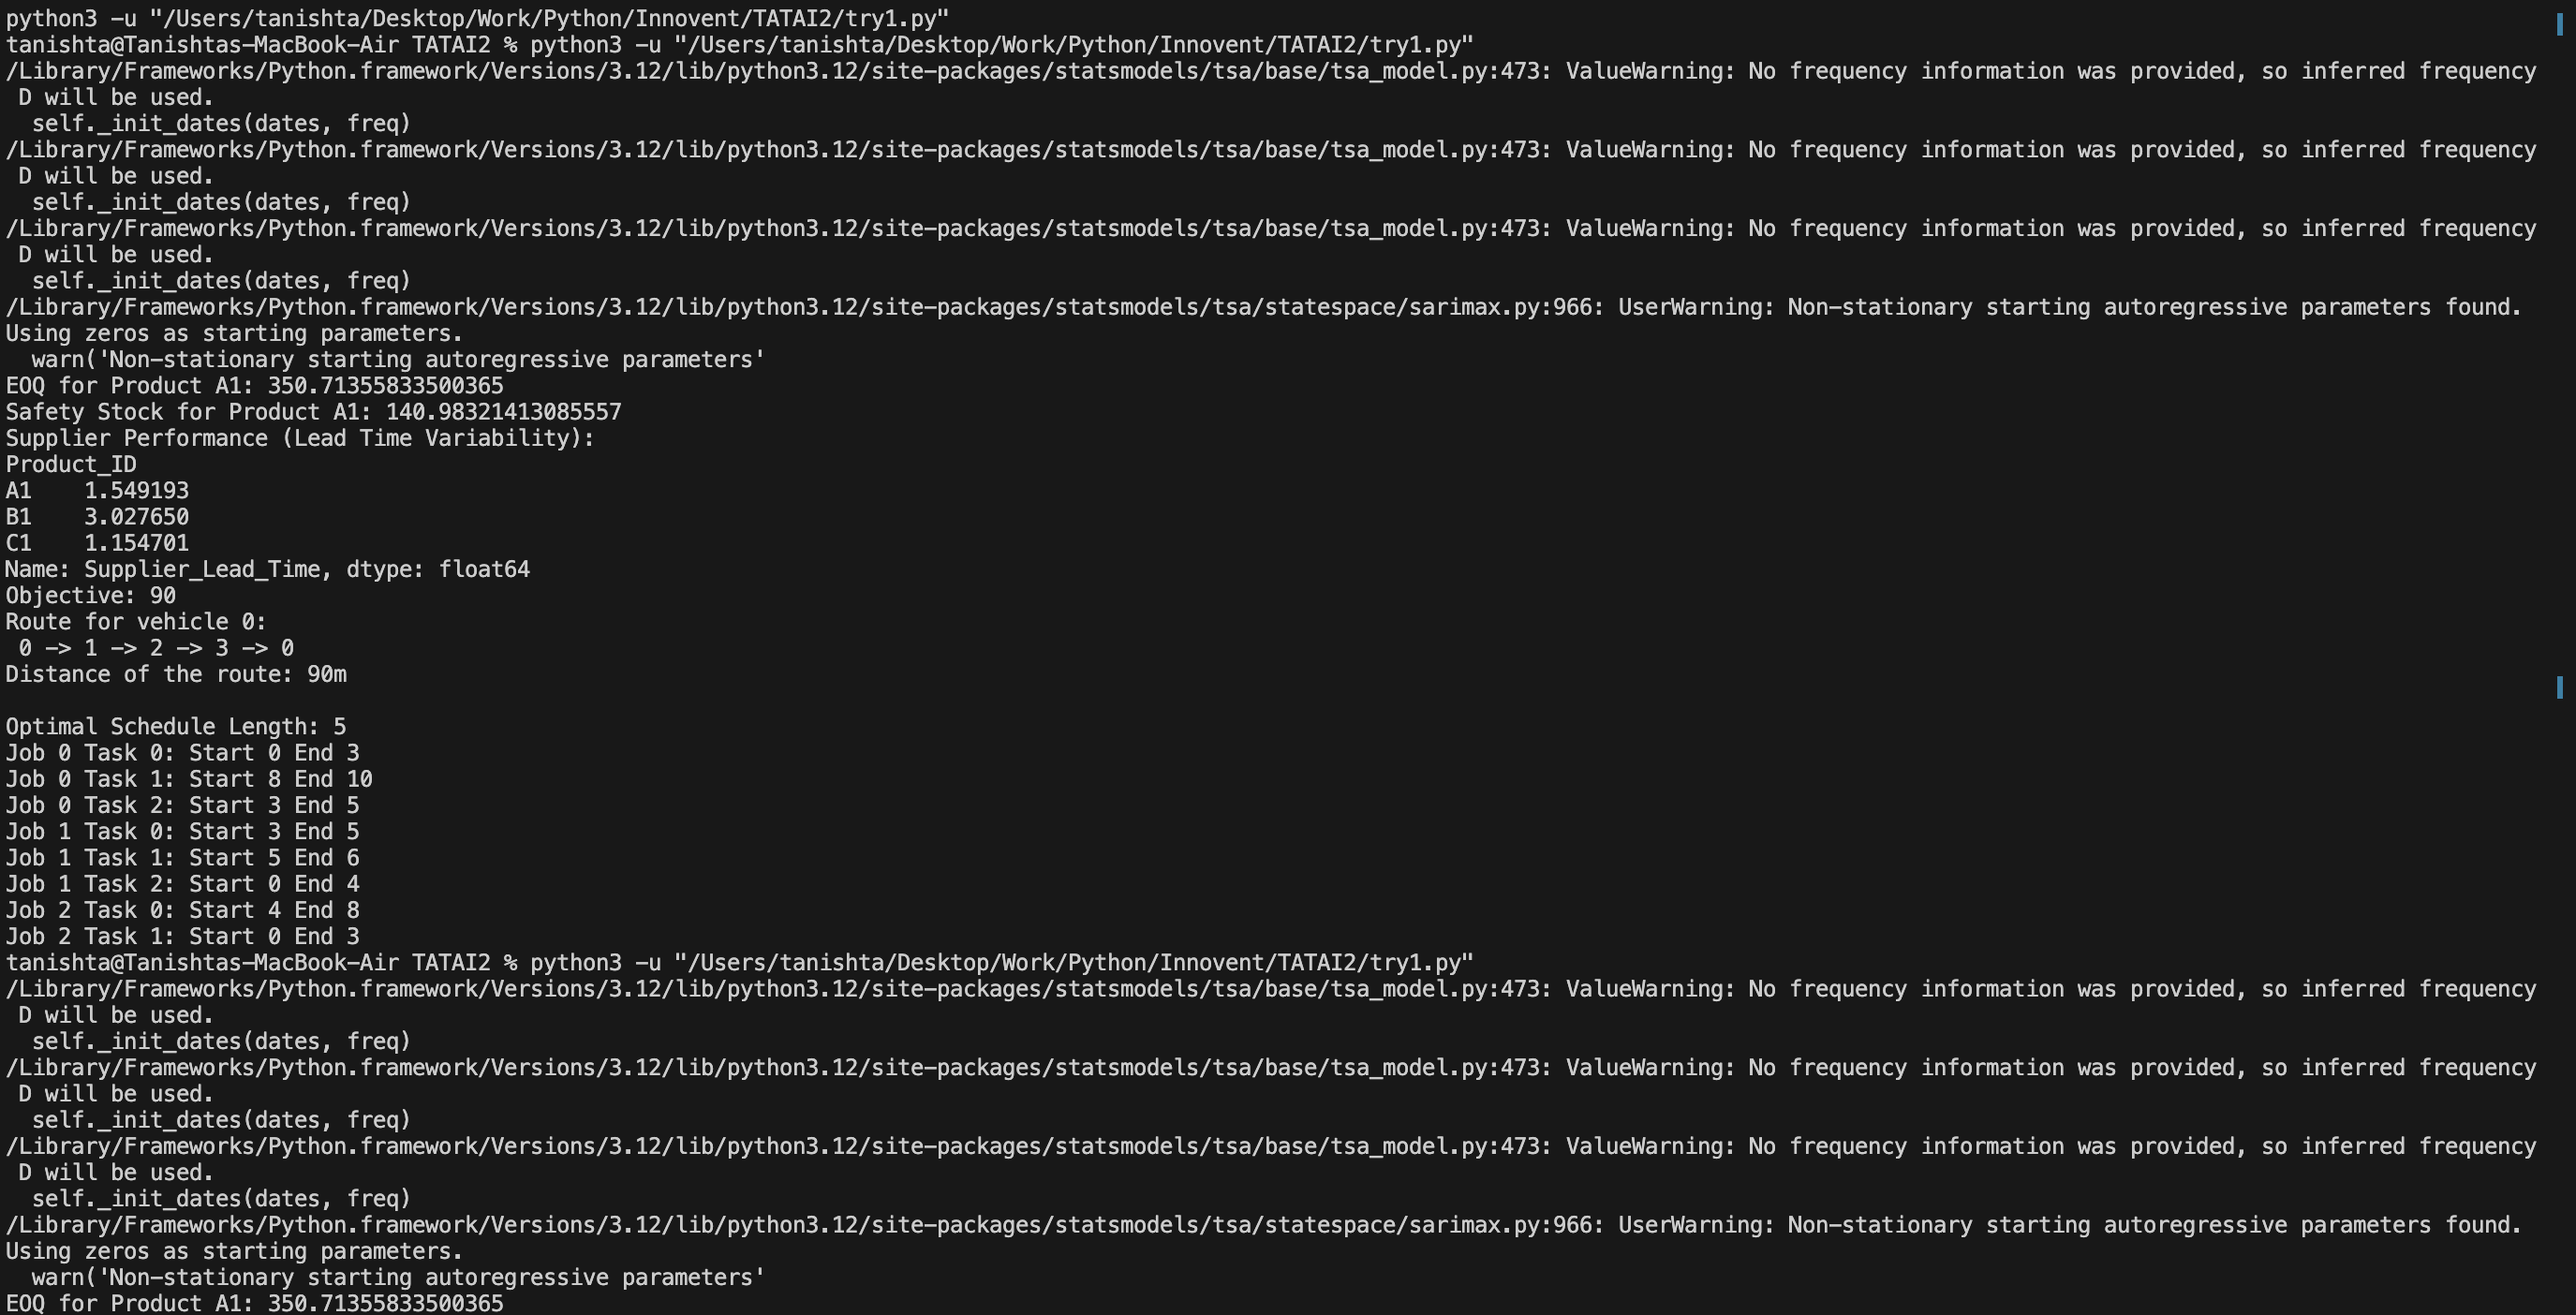 python3 -u "/Users/tanishta/Desktop/Work/Python/Innovent/TATAI2/try1.py"
tanishta@Tanishtas-MacBook-Air TATAI2 % python3 -u "/Users/tanishta/Desktop/Work/Python/Innovent/TATAI2/try1.py"
/Library/Frameworks/Python.framework/Versions/3.12/lib/python3.12/site-packages/statsmodels/tsa/base/tsa_model.py:473: ValueWarning: No frequency information was provided, so inferred frequency
 D will be used.
  self._init_dates(dates, freq)
/Library/Frameworks/Python.framework/Versions/3.12/lib/python3.12/site-packages/statsmodels/tsa/base/tsa_model.py:473: ValueWarning: No frequency information was provided, so inferred frequency
 D will be used.
  self._init_dates(dates, freq)
/Library/Frameworks/Python.framework/Versions/3.12/lib/python3.12/site-packages/statsmodels/tsa/base/tsa_model.py:473: ValueWarning: No frequency information was provided, so inferred frequency
 D will be used.
  self._init_dates(dates, freq)
/Library/Frameworks/Python.framework/Versions/3.12/lib/python3.12/site-packages/statsmodels/tsa/statespace/sarimax.py:966: UserWarning: Non-stationary starting autoregressive parameters found.
Using zeros as starting parameters.
  warn('Non-stationary starting autoregressive parameters'
EOQ for Product A1: 350.71355833500365
Safety Stock for Product A1: 140.98321413085557
Supplier Performance (Lead Time Variability):
Product_ID
A1    1.549193
B1    3.027650
C1    1.154701
Name: Supplier_Lead_Time, dtype: float64
Objective: 90
Route for vehicle 0:
 0 -> 1 -> 2 -> 3 -> 0
Distance of the route: 90m

Optimal Schedule Length: 5
Job 0 Task 0: Start 0 End 3
Job 0 Task 1: Start 8 End 10
Job 0 Task 2: Start 3 End 5
Job 1 Task 0: Start 3 End 5
Job 1 Task 1: Start 5 End 6
Job 1 Task 2: Start 0 End 4
Job 2 Task 0: Start 4 End 8
Job 2 Task 1: Start 0 End 3
tanishta@Tanishtas-MacBook-Air TATAI2 % python3 -u "/Users/tanishta/Desktop/Work/Python/Innovent/TATAI2/try1.py"
/Library/Frameworks/Python.framework/Versions/3.12/lib/python3.12/site-packages/statsmodels/tsa/base/tsa_model.py:473: ValueWarning: No frequency information was provided, so inferred frequency
 D will be used.
  self._init_dates(dates, freq)
/Library/Frameworks/Python.framework/Versions/3.12/lib/python3.12/site-packages/statsmodels/tsa/base/tsa_model.py:473: ValueWarning: No frequency information was provided, so inferred frequency
 D will be used.
  self._init_dates(dates, freq)
/Library/Frameworks/Python.framework/Versions/3.12/lib/python3.12/site-packages/statsmodels/tsa/base/tsa_model.py:473: ValueWarning: No frequency information was provided, so inferred frequency
 D will be used.
  self._init_dates(dates, freq)
/Library/Frameworks/Python.framework/Versions/3.12/lib/python3.12/site-packages/statsmodels/tsa/statespace/sarimax.py:966: UserWarning: Non-stationary starting autoregressive parameters found.
Using zeros as starting parameters.
  warn('Non-stationary starting autoregressive parameters'
EOQ for Product A1: 350.71355833500365